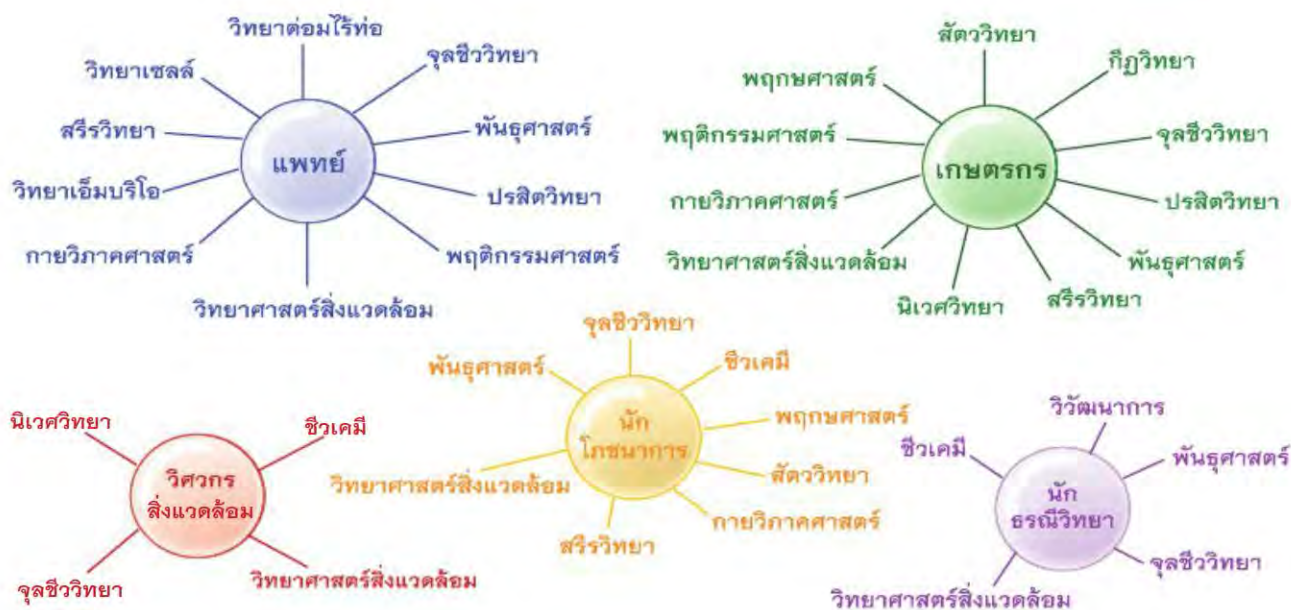 วิทยาต่อมไร้ท่อ
จุลชีววิทยา
วิทยาเซลล์
สรีรวิทยา
พันธุศาสตร์
แพทย์
วิทยาเอ็มบริโอ
ปรสิตวิทยา
กายวิภาคศาสตร์
พฤติกรรมศาสตร์
วิทยาศาสตร์สิ่งแวดล้อม
สัตววิทยา
กีฏวิทยา
พฤกษศาสตร์
พฤติกรรมศาสตร์
จุลชีววิทยา
เกษตรกร
กายวิภาคศาสตร์
ปรสิตวิทยา
วิทยาศาสตร์สิ่งแวดล้อม
พันธุศาสตร์
นิเวศวิทยา
สรีรวิทยา
จุลชีววิทยา
พันธุศาสตร์
ชีวเคมี
พฤกษศาสตร์
นัก
โภชนาการ
วิทยาศาสตร์สิ่งแวดล้อม
สัตววิทยา
กายวิภาคศาสตร์
สรีรวิทยา
นิเวศวิทยา
ชีวเคมี
วิศวกร
สิ่งแวดล้อม
จุลชีววิทยา
วิทยาศาสตร์สิ่งแวดล้อม
วิวัฒนาการ
ชีวเคมี
พันธุศาสตร์
นัก
ธรณีวิทยา
จุลชีววิทยา
วิทยาศาสตร์สิ่งแวดล้อม